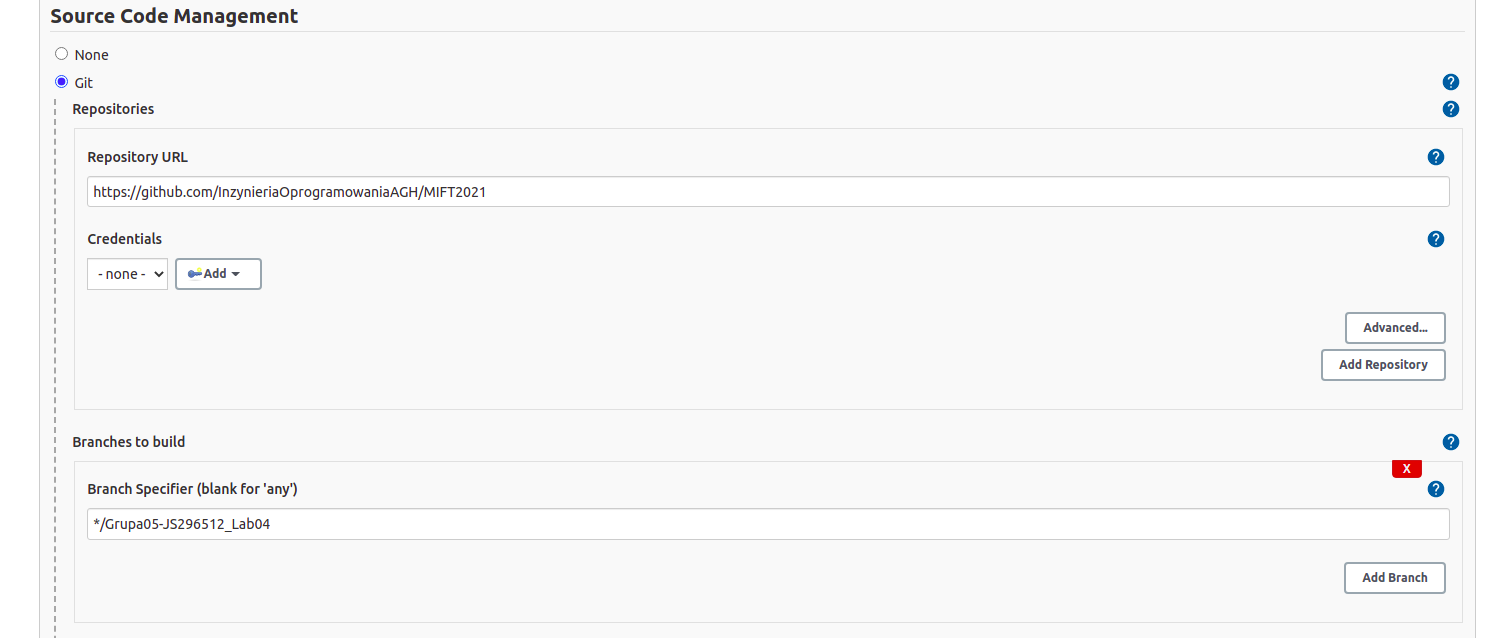 Source Code Management
None
Git
?
Repositories
?
Repository URL
?
https://github.com/InzynieriaOprogramowaniaAGH/MIFT2021
Credentials
?
- none -
Add
Advanced...
Add Repository
Branches to build
?
X
Branch Specifier (blank for 'any')
?
*/Grupa05-JS296512_Lab04
Add Branch